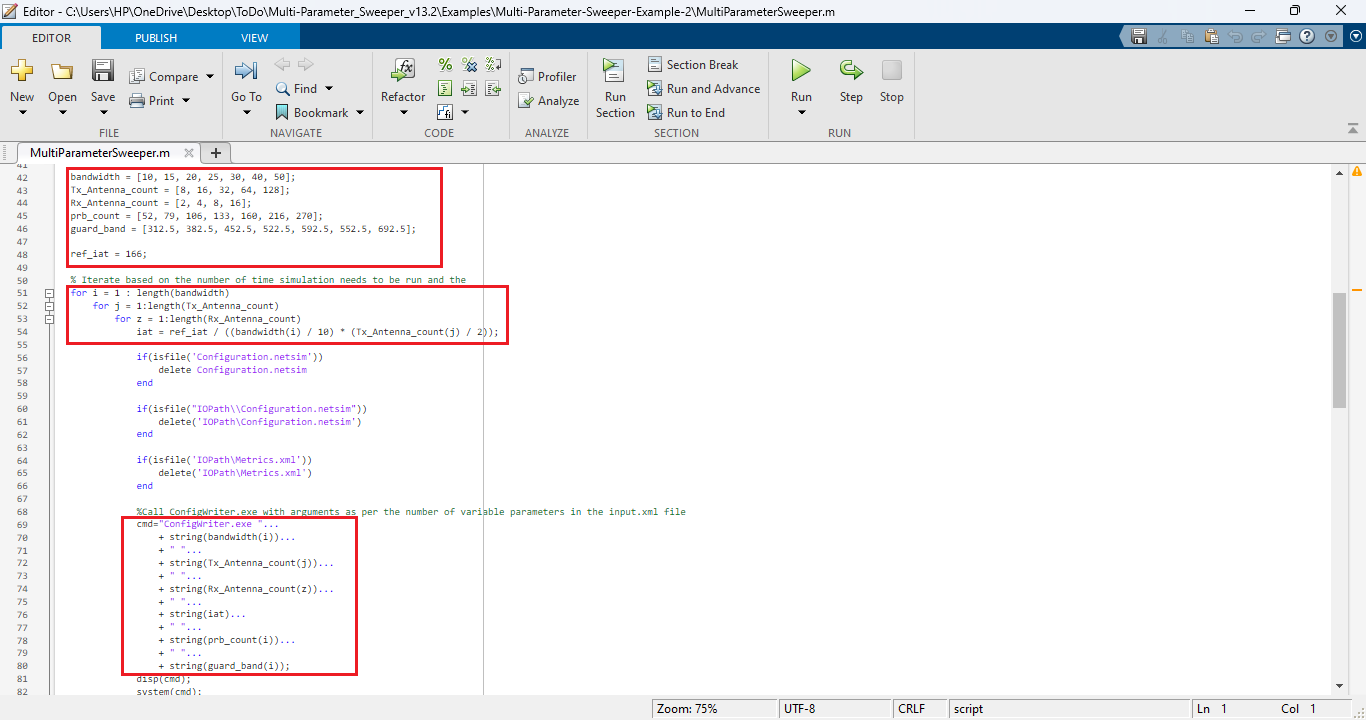 Editor - C:\Users\HP\OneDrive\Desktop\ToDo\Multi-Parameter_Sweeper_v13.2\Examples\Multi-Parameter-Sweeper-Example-2\MultiParameterSweeper.m
EDITOR PUBLISH VIEW
New Open Save Compare Print
FILE
Go To Find Bookmark
NAVIGATE
Refactor
CODE
Profiler Analyze
ANALYZE
Run Section Section Break Run and Advance Run to End
SECTION
Run Step Stop
RUN
MultiParameterSweeper.m
41
42 bandwidth = [10, 15, 20, 25, 30, 40, 50];
43 Tx_Antenna_count = [8, 16, 32, 64, 128];
44 Rx_Antenna_count = [2, 4, 8, 16];
45 prb_count = [52, 79, 106, 133, 160, 216, 270];
46 guard_band = [312.5, 382.5, 452.5, 522.5, 592.5, 552.5, 692.5];
47
48 ref_iat = 166;
49
50 % Iterate based on the number of time simulation needs to be run and the
51 for i = 1 : length(bandwidth)
52 for j = 1:length(Tx_Antenna_count)
53 for z = 1:length(Rx_Antenna_count)
54 iat = ref_iat / ((bandwidth(i) / 10) * (Tx_Antenna_count(j) / 2));
55
56 if(isfile('Configuration.netsim'))
57 delete Configuration.netsim
58 end
59
60 if(isfile("IOPath\\Configuration.netsim"))
61 delete('IOPath\Configuration.netsim')
62 end
63
64 if(isfile('IOPath\Metrics.xml'))
65 delete('IOPath\Metrics.xml')
66 end
67
68 %Call ConfigWriter.exe with arguments as per the number of variable parameters in the input.xml file
69 cmd="ConfigWriter.exe "...
70 + string(bandwidth(i))...
71 + " "...
72 + string(Tx_Antenna_count(j))...
73 + " "...
74 + string(Rx_Antenna_count(z))...
75 + " "...
76 + string(iat)...
77 + " "...
78 + string(prb_count(i))...
79 + " "...
80 + string(guard_band(i));
81 disp(cmd);
82 system(cmd);
Zoom: 75% UTF-8 CRLF script Ln 1 Col 1